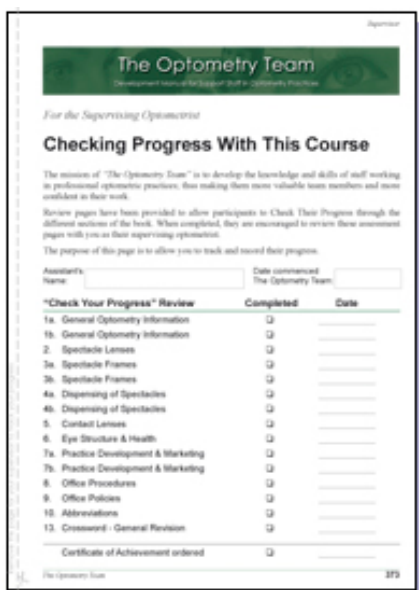 Supervisor
The Optometry Team
Development Manual for Support Staff in Optometry Practices
For the Supervising Optometrist
Checking Progress With This Course
The mission of "The Optometry Team" is to develop the knowledge and skills of staff working
in professional optometric practices; thus making them more valuable team members and more
confident in their work.
Review pages have been provided to allow participants to Check Their Progress through the
different sections of the book. When completed, they are encouraged to review these assessment
pages with you as their supervising optometrist.
The purpose of this page is to allow you to track and record their progress.
Assistant's Date commenced
Name: The Optometry Team:
"Check Your Progress" Review Completed Date
1a. General Optometry Information
1b. General Optometry Information
2. Spectacle Lenses
3a. Spectacle Frames
3b. Spectacle Frames
4a. Dispensing of Spectacles
4b. Dispensing of Spectacles
5. Contact Lenses
6. Eye Structure & Health
7a. Practice Development & Marketing
7b. Practice Development & Marketing
8. Office Procedures
9. Office Policies
10. Abbreviations
13. Crossword - General Revision
Certificate of Achievement ordered
The Optometry Team 373